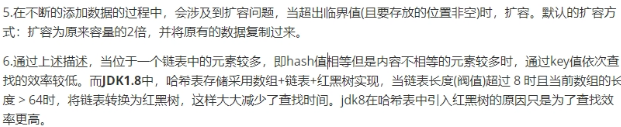 5.在不断的添加数据的过程中，会涉及到扩容问题，当超出临界值(且要存放的位置非空)时，扩容。默认的扩容方
式：扩容为原来容量的2倍，并将原有的数据复制过来。
6.通过上述描述，当位于一个链表中的元素较多，即hash值相等但是内容不相等的元素较多时，通过key值依次查
找的效率较低。而JDK1.8中，哈希表存储采用数组+链表+红黑树实现，当链表长度(阀值)超过 8 时且当前数组的长
度 > 64时，将链表转换为红黑树，这样大大减少了查找时间。jdk8在哈希表中引入红黑树的原因只是为了查找效
率更高。